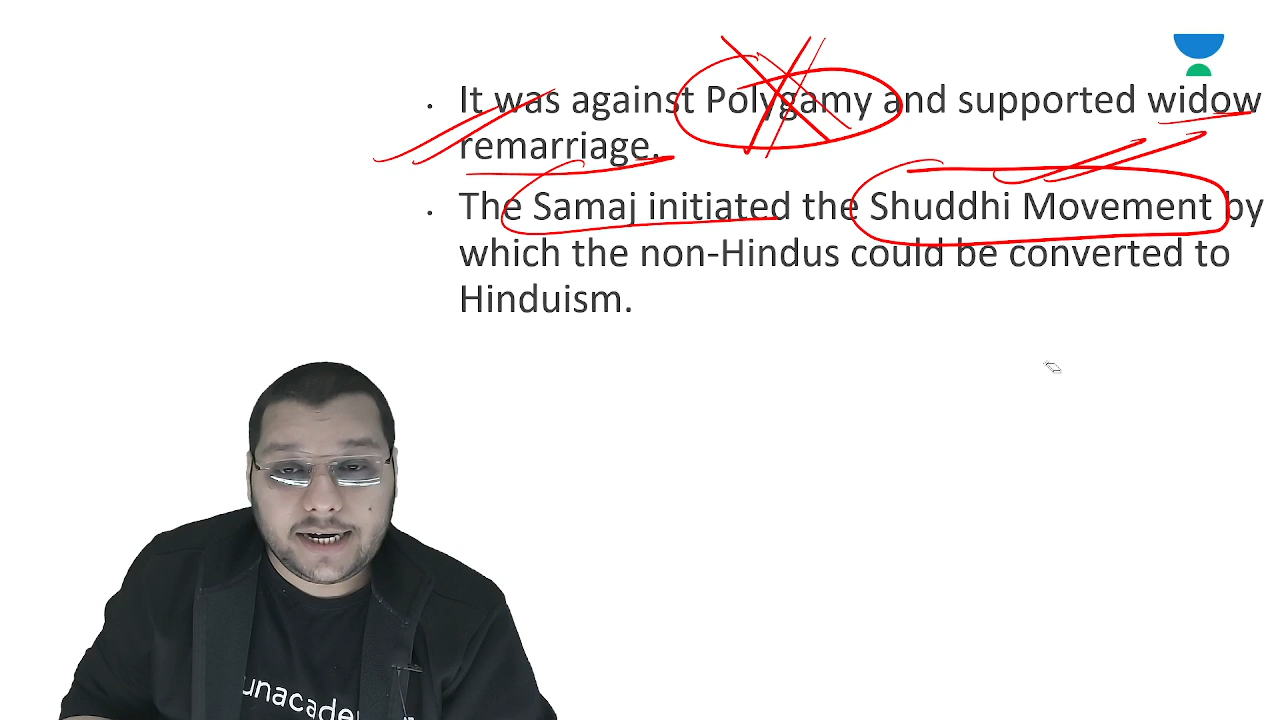 • It was against Polygamy and supported widow
remarriage.
• The Samaj initiated the Shuddhi Movement by
which the non-Hindus could be converted to
Hinduism.